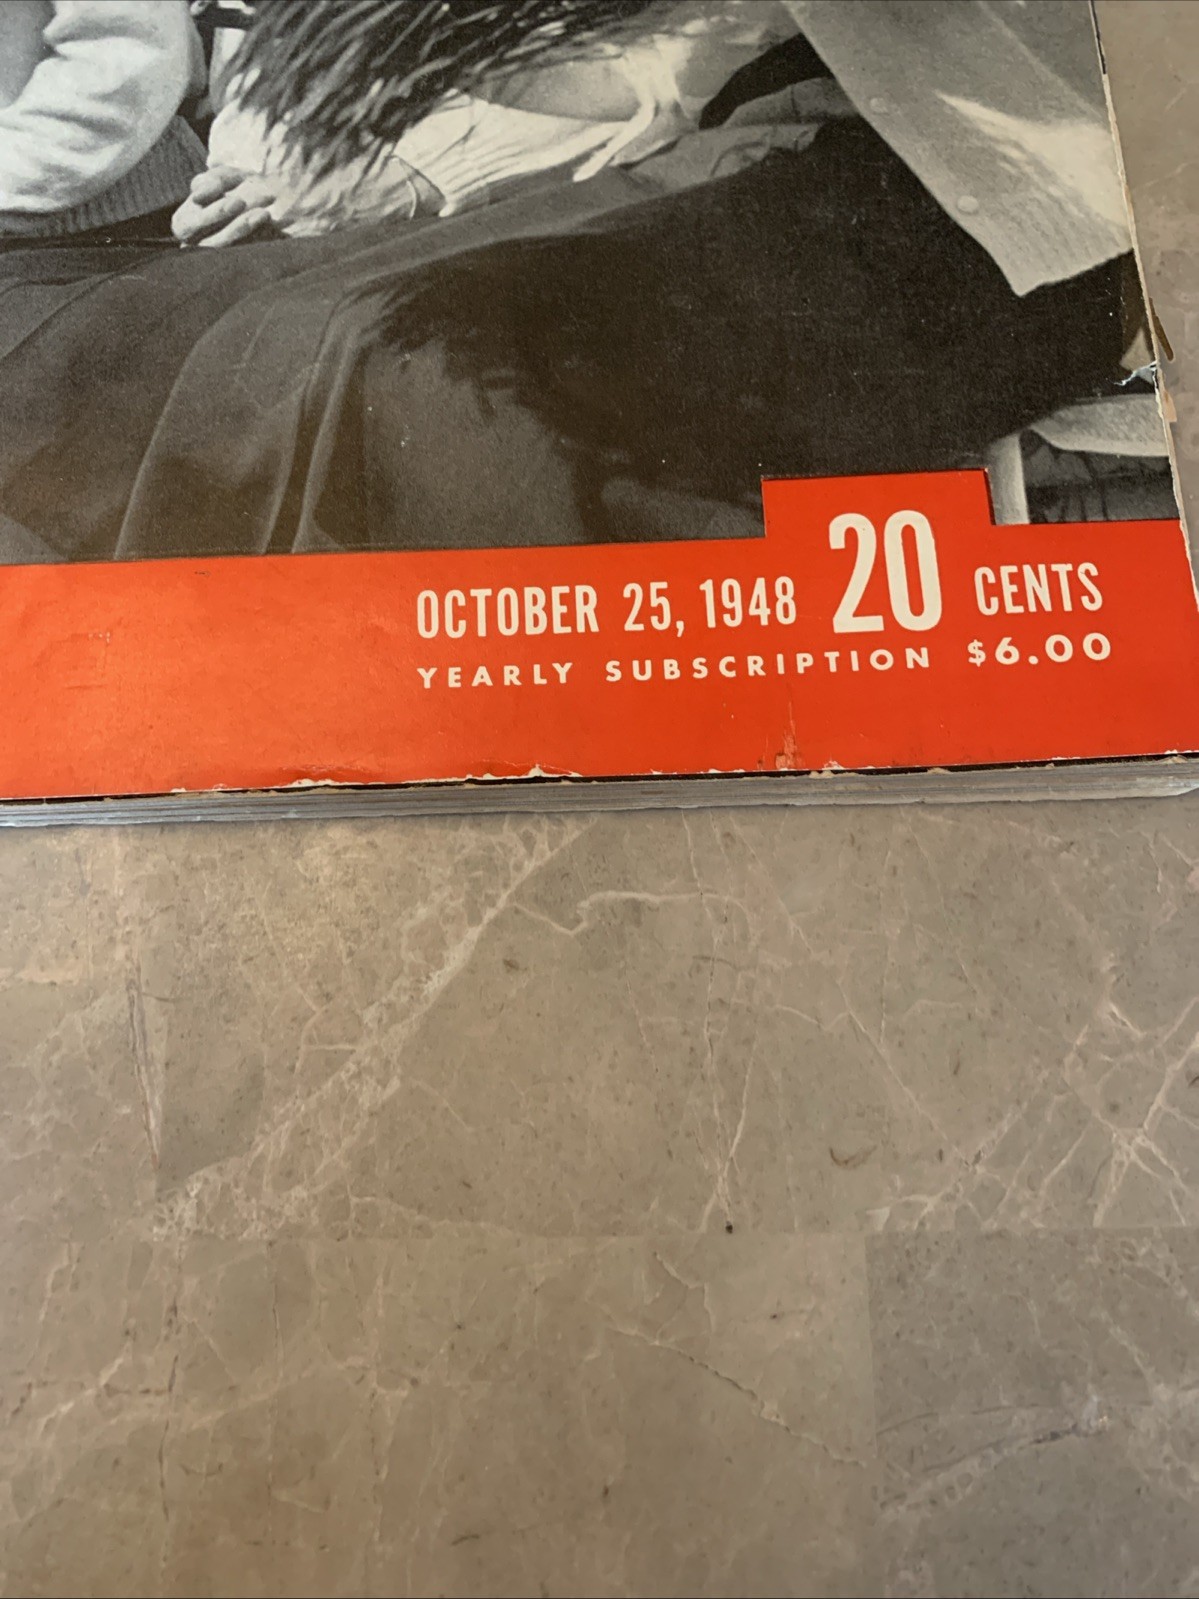 OCTOBER 25, 1948 20 CENTS
YEARLY SUBSCRIPTION $6.00